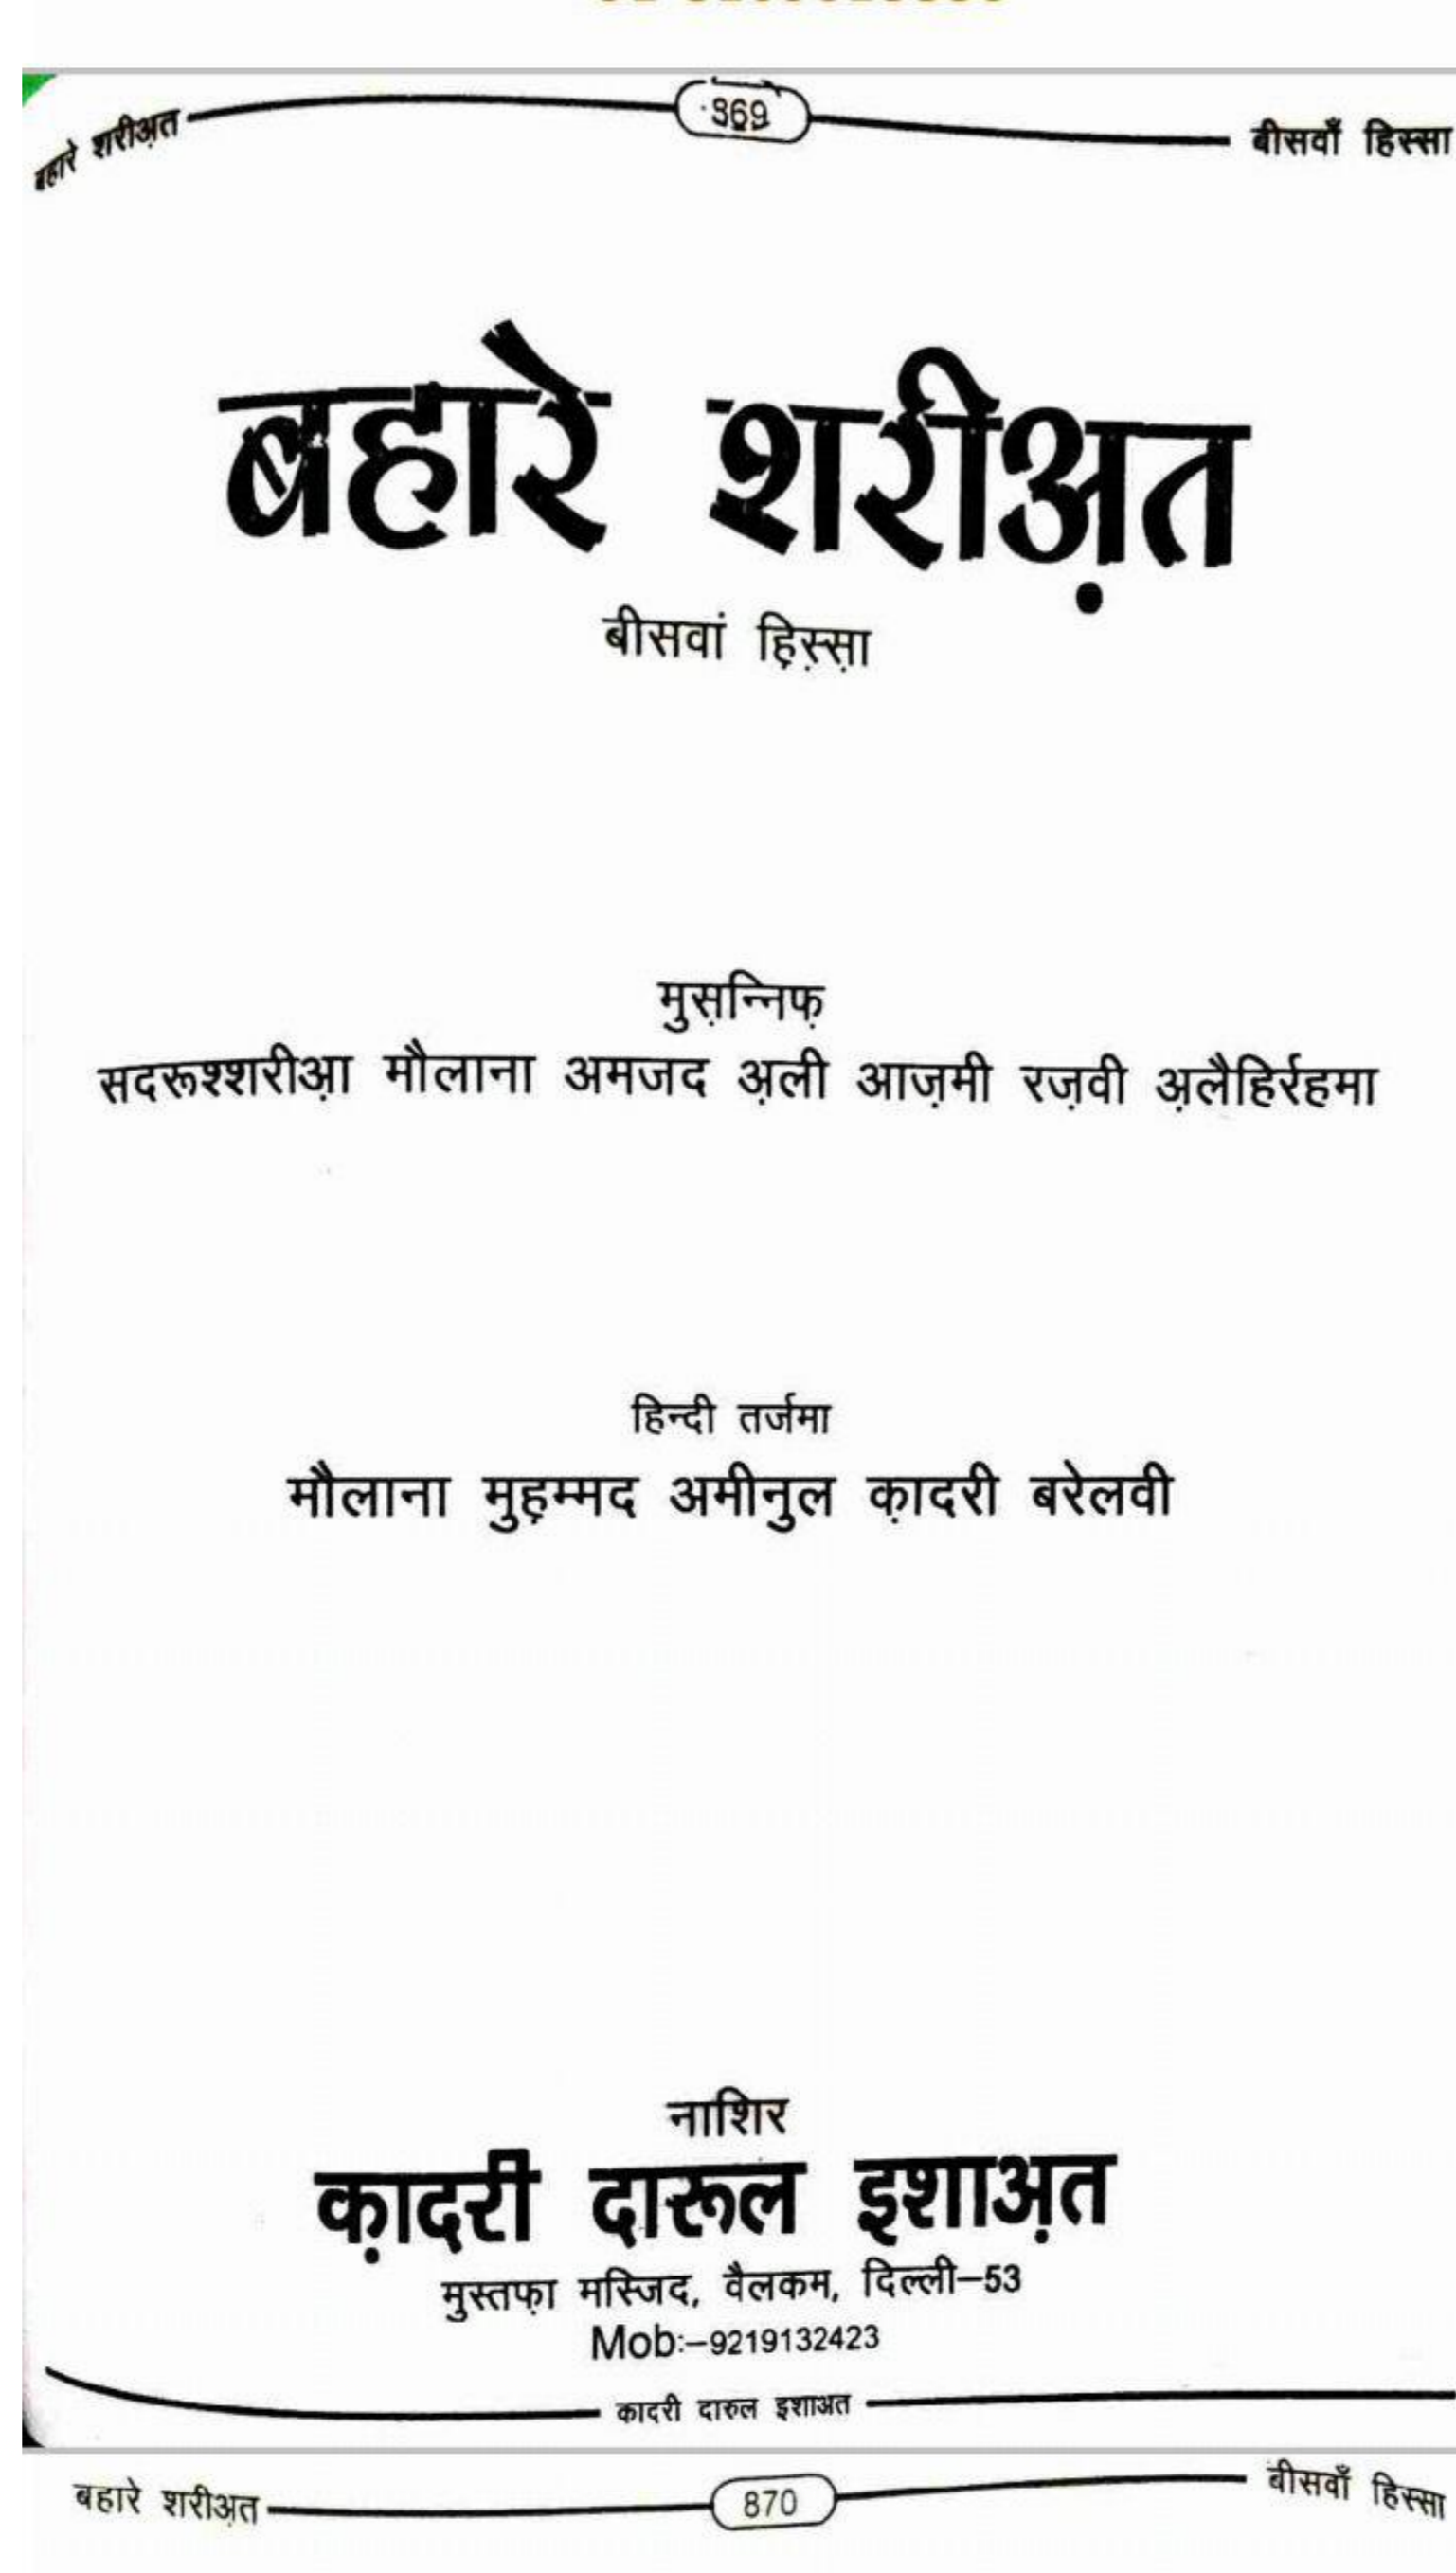 बहारे शरीअ़त 869 बीसवाँ हिस्सा
बहारे शरीअ़त
बीसवां ह़िस़्स़ा
मुस़न्निफ़
सदरूश्शरीआ़ मौलाना अमजद अ़ली आज़मी रज़वी अ़लैहिर्रहमा
हिन्दी तर्जमा
मौलाना मुह़म्मद अमीनुल क़ादरी बरेलवी
नाशिर
क़ादरी दारूल इशाअ़त
मुस्तफ़ा मस्जिद, वैलकम, दिल्ली–53
Mob:–9219132423
कादरी दारुल इशाअत
बहारे शरीअ़त 870 बीसवाँ हिस्सा